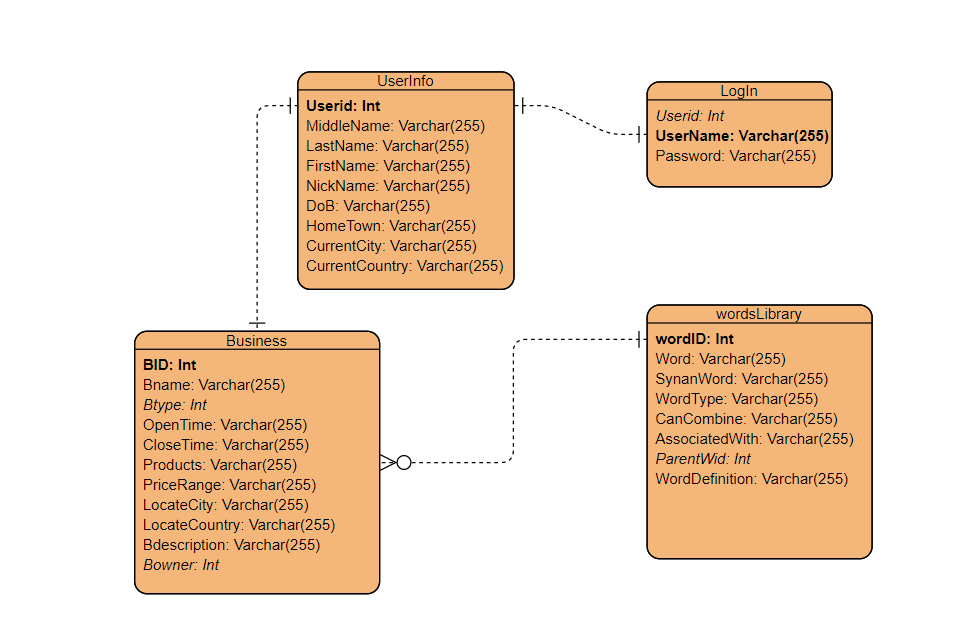 UserInfo
Userid: Int
MiddleName: Varchar(255)
LastName: Varchar(255)
FirstName: Varchar(255)
NickName: Varchar(255)
DoB: Varchar(255)
HomeTown: Varchar(255)
CurrentCity: Varchar(255)
CurrentCountry: Varchar(255)
LogIn
Userid: Int
UserName: Varchar(255)
Password: Varchar(255)
Business
BID: Int
Bname: Varchar(255)
Btype: Int
OpenTime: Varchar(255)
CloseTime: Varchar(255)
Products: Varchar(255)
PriceRange: Varchar(255)
LocateCity: Varchar(255)
LocateCountry: Varchar(255)
Bdescription: Varchar(255)
Bowner: Int
wordsLibrary
wordID: Int
Word: Varchar(255)
SynanWord: Varchar(255)
WordType: Varchar(255)
CanCombine: Varchar(255)
AssociatedWith: Varchar(255)
ParentWid: Int
WordDefinition: Varchar(255)